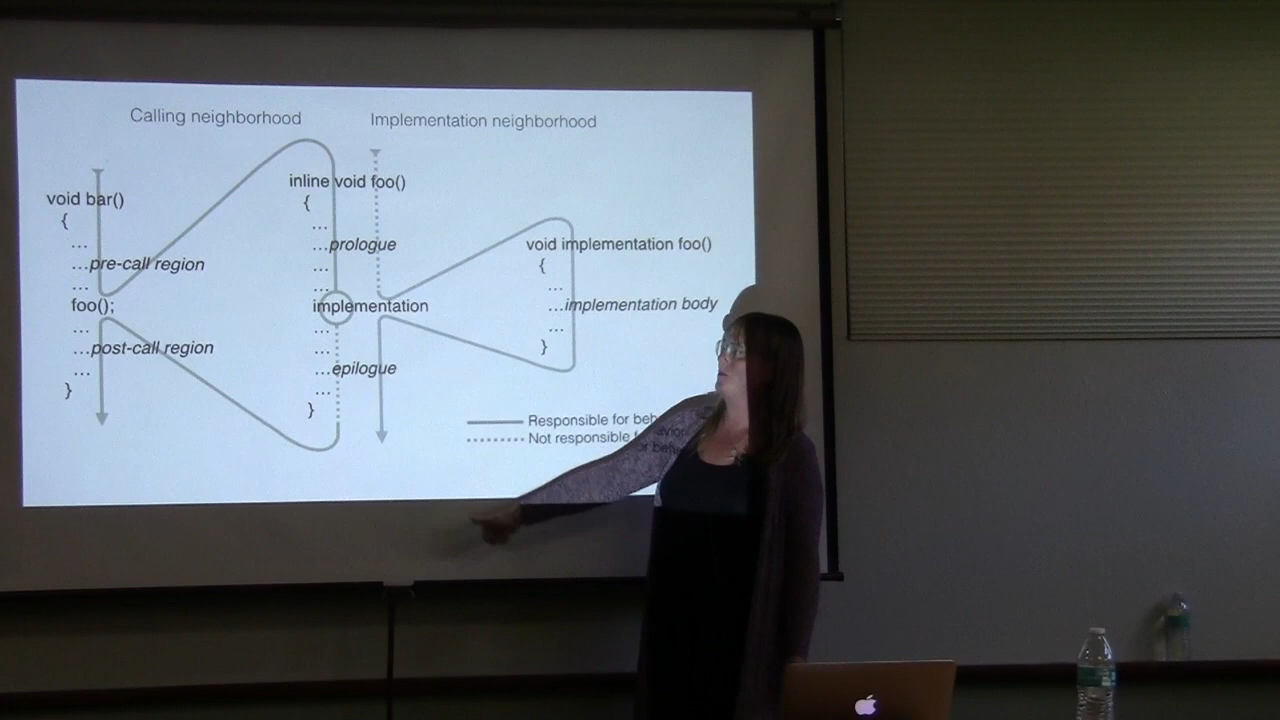 Calling neighborhood
Implementation neighborhood
void bar()
{
...
...pre-call region
...
foo();
...
...post-call region
...
}
inline void foo()
{
...
...prologue
...
...
implementation
...
...
...epilogue
...
}
void implementation foo()
{
...
...implementation body
...
}
Responsible for
Not responsible